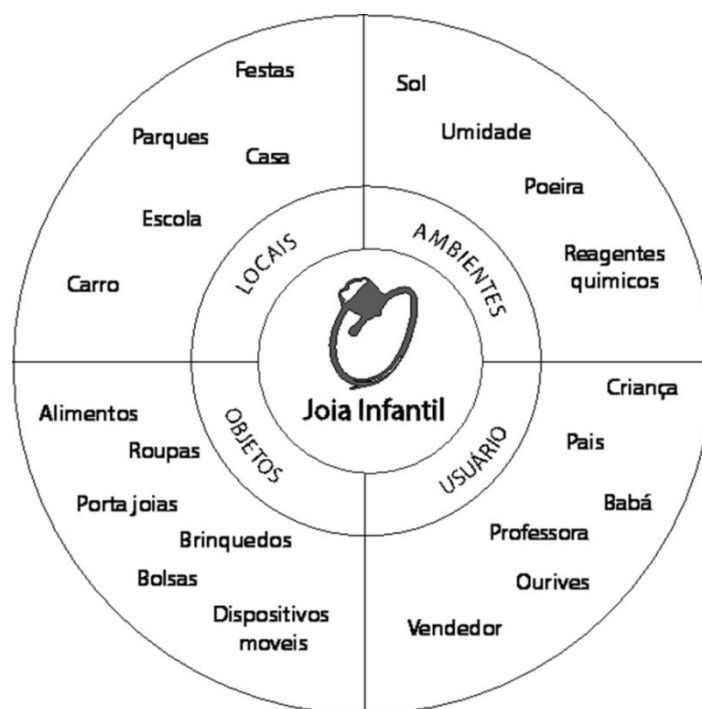 Festas
Parques
Casa
Escola
Carro
LOCAIS
Sol
Umidade
Poeira
Reagentes
quimicos
AMBIENTES
Joia Infantil
Alimentos
Roupas
Porta joias
Brinquedos
Bolsas
Dispositivos
moveis
OBJETOS
Criança
Pais
Babá
Professora
Ourives
Vendedor
USUÁRIO